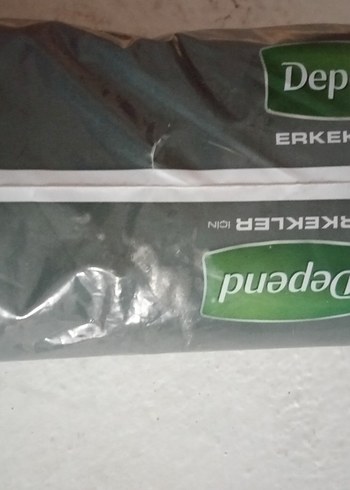 Dep
ERKEK
RKEKLER İÇİN
Depend